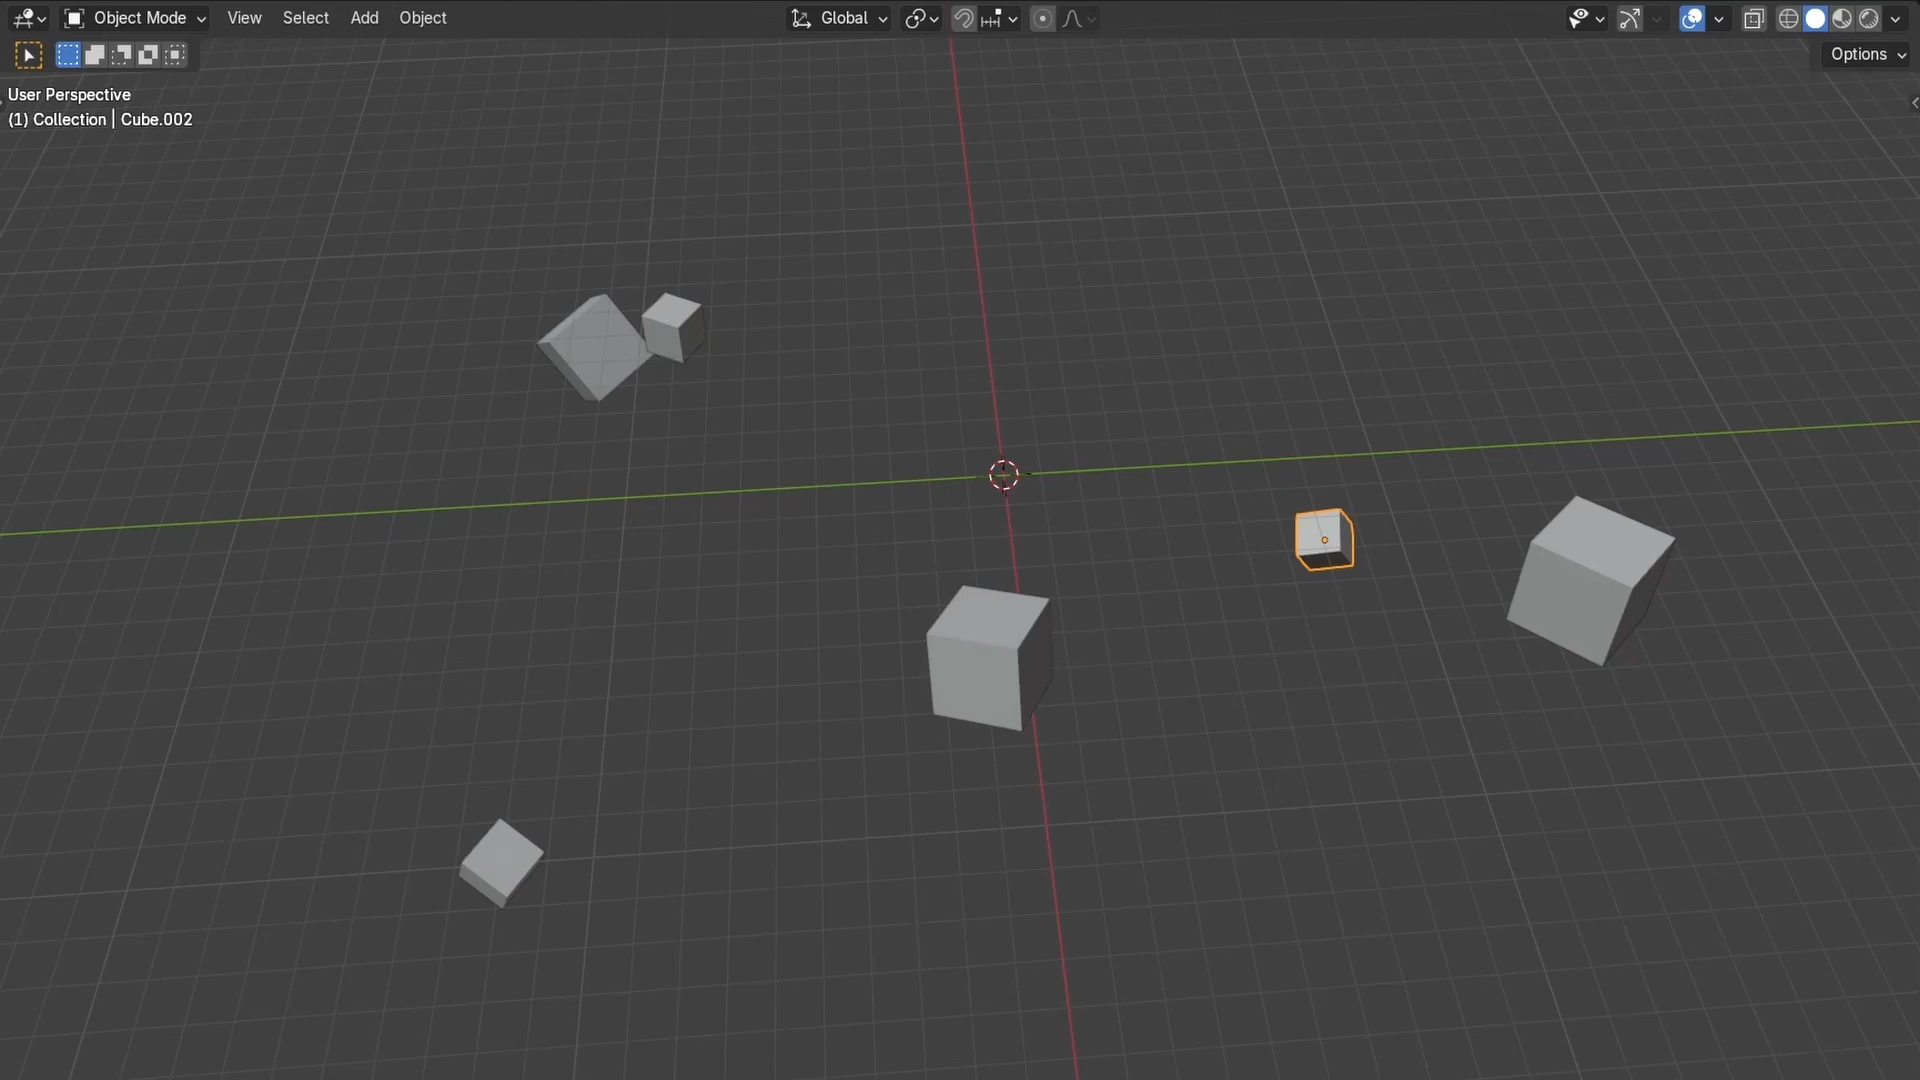 Object Mode View Select Add Object Global
Options
User Perspective
(1) Collection | Cube.002